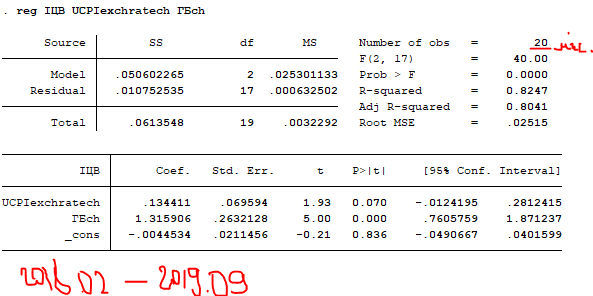 . reg ІЦВ UCPIexchratech ГБch
Source | SS df MS Number of obs = 20
F(2, 17) = 40.00
Model | .050602265 2 .025301133 Prob > F = 0.0000
Residual | .010752535 17 .000632502 R-squared = 0.8247
Adj R-squared = 0.8041
Total | .0613548 19 .0032292 Root MSE = .02515
ІЦВ | Coef. Std. Err. t P>|t| [95% Conf. Interval]
UCPIexchratech | .134411 .069594 1.93 0.070 -.0124195 .2812415
ГБch | 1.315906 .2632128 5.00 0.000 .7605759 1.871237
_cons | -.0044534 .0211456 -0.21 0.836 -.0490667 .0401599
2016.02 — 2019.09